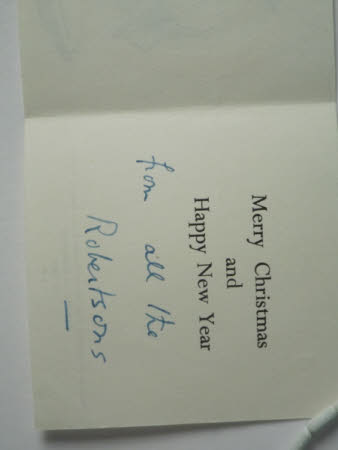 Merry Christmas
and
Happy New Year
from all the
Robertsons